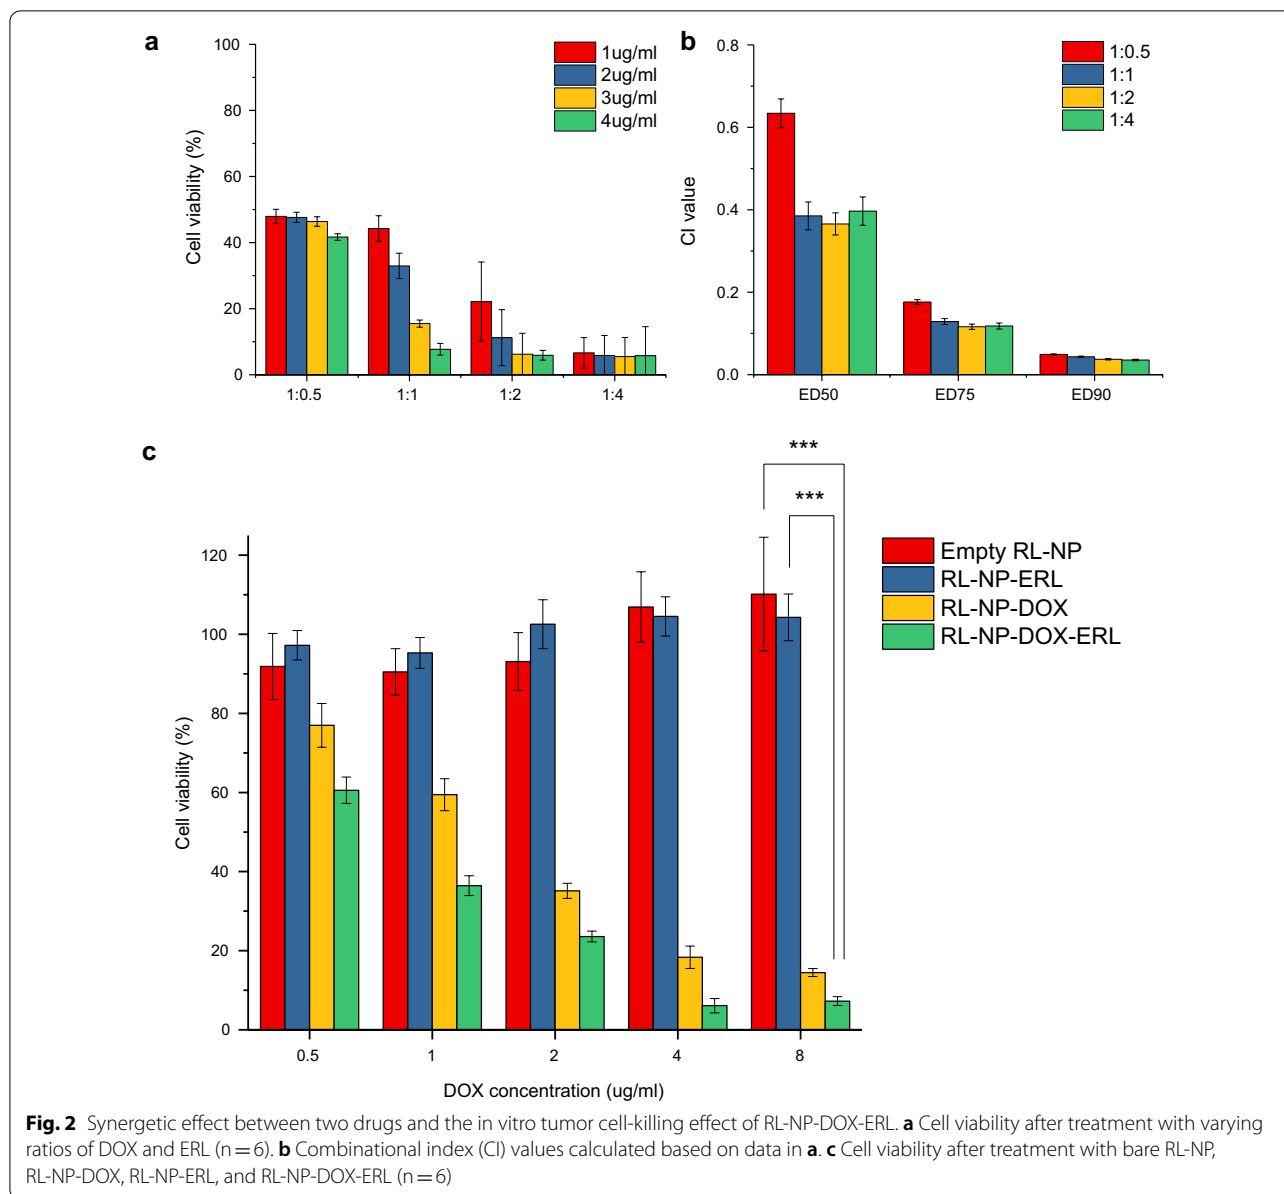 a
100
80
60
40
20
0
Cell viability (%)
1:0.5
1:1
1:2
1:4
1ug/ml
2ug/ml
3ug/ml
4ug/ml
b
0.8
0.6
0.4
0.2
0.0
CI value
ED50
ED75
ED90
1:0.5
1:1
1:2
1:4
c
***
***
120
100
80
60
40
20
0
Cell viability (%)
0.5
1
2
4
8
DOX concentration (ug/ml)
Empty RL-NP
RL-NP-ERL
RL-NP-DOX
RL-NP-DOX-ERL
Fig. 2 Synergetic effect between two drugs and the in vitro tumor cell-killing effect of RL-NP-DOX-ERL. a Cell viability after treatment with varying
ratios of DOX and ERL (n = 6). b Combinational index (CI) values calculated based on data in a. c Cell viability after treatment with bare RL-NP,
RL-NP-DOX, RL-NP-ERL, and RL-NP-DOX-ERL (n = 6)